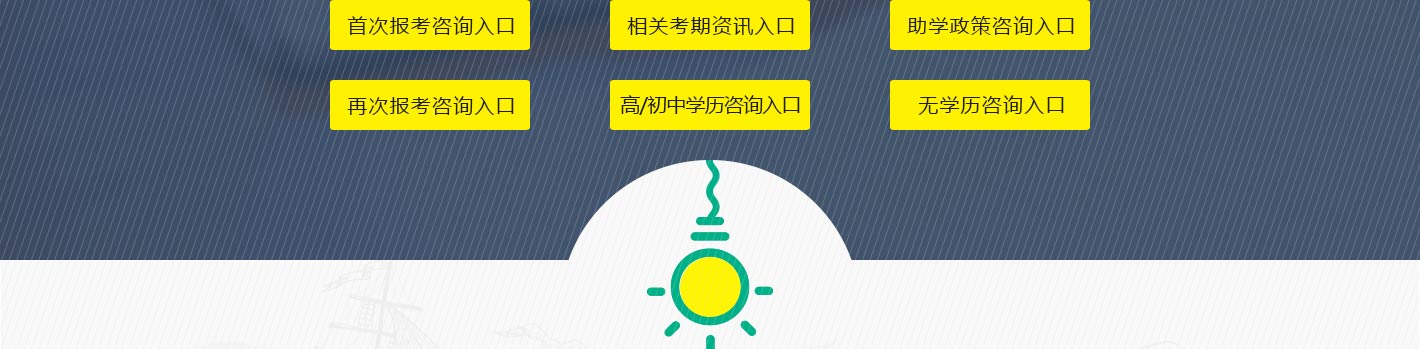 首次报考咨询入口
相关考期资讯入口
助学政策咨询入口
再次报考咨询入口
高/初中学历咨询入口
无学历咨询入口